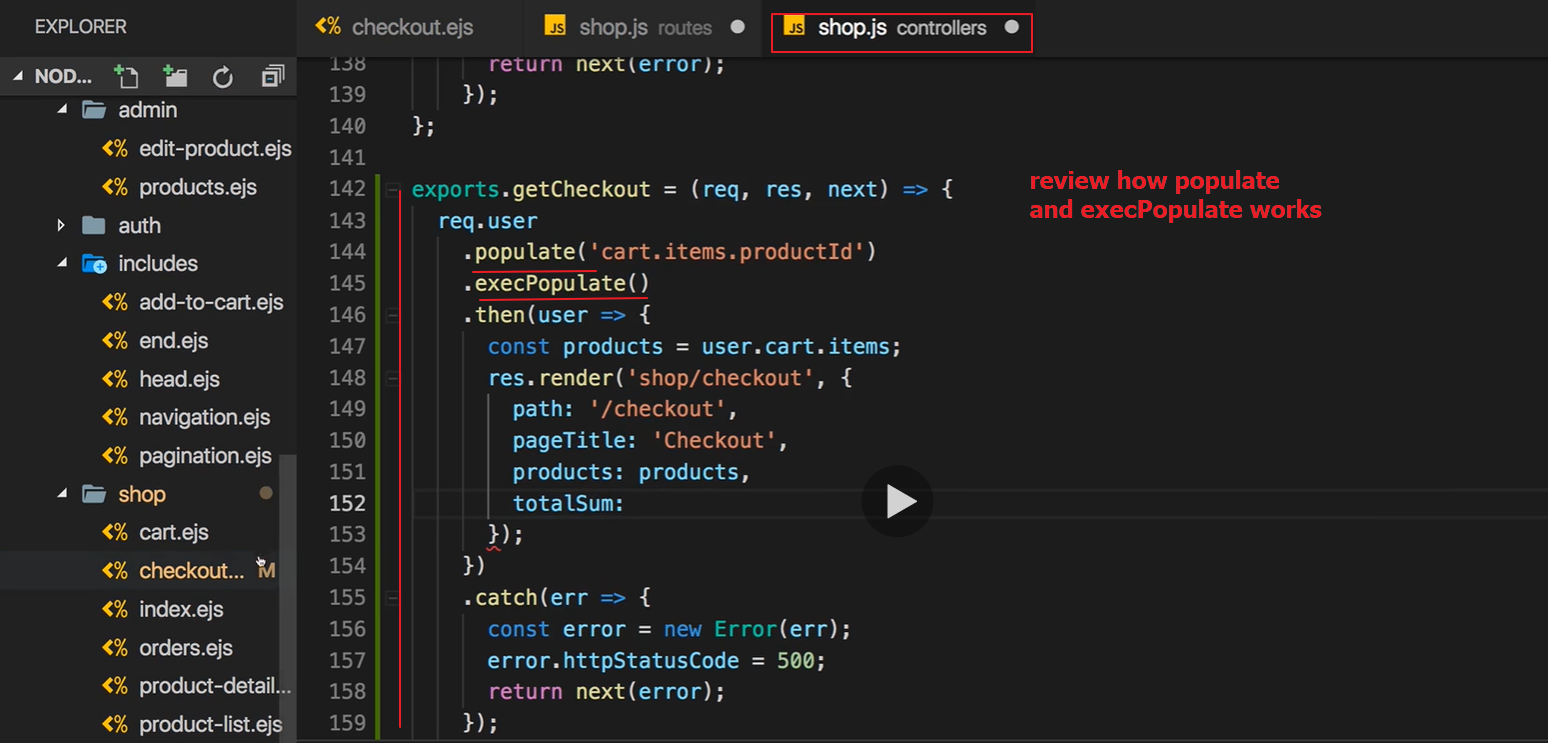 EXPLORER
checkout.ejs
JS shop.js routes
JS shop.js controllers
NOD...
admin
edit-product.ejs
products.ejs
auth
includes
add-to-cart.ejs
end.ejs
head.ejs
navigation.ejs
pagination.ejs
shop
cart.ejs
checkout... M
index.ejs
orders.ejs
product-detail...
product-list.ejs
138 return next(error);
139 });
140 };
141
142 exports.getCheckout = (req, res, next) => {
143 req.user
144 .populate('cart.items.productId')
145 .execPopulate()
146 .then(user => {
147 const products = user.cart.items;
148 res.render('shop/checkout', {
149 path: '/checkout',
150 pageTitle: 'Checkout',
151 products: products,
152 totalSum:
153 });
154 })
155 .catch(err => {
156 const error = new Error(err);
157 error.httpStatusCode = 500;
158 return next(error);
159 });
review how populate
and execPopulate works